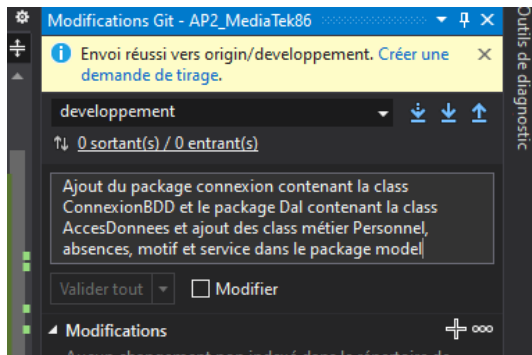 Modifications Git - AP2_MediaTek86
Envoi réussi vers origin/developpement. Créer une
demande de tirage.
developpement
0 sortant(s) / 0 entrant(s)
Ajout du package connexion contenant la class
ConnexionBDD et le package Dal contenant la class
AccesDonnees et ajout des class métier Personnel,
absences, motif et service dans le package model
Valider tout
Modifier
Modifications
Outils de diagnostic